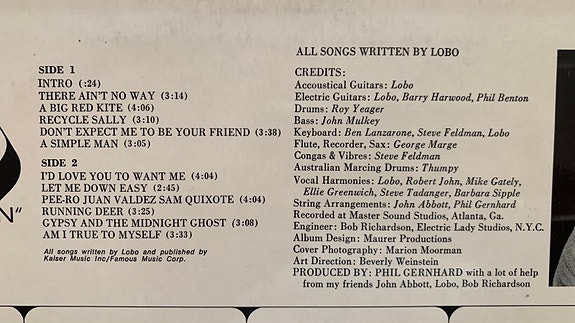 SIDE 1
INTRO (:24)
THERE AIN'T NO WAY (3:14)
A BIG RED KITE (4:06)
RECYCLE SALLY (3:10)
DON'T EXPECT ME TO BE YOUR FRIEND (3:38)
A SIMPLE MAN (3:05)
SIDE 2
I'D LOVE YOU TO WANT ME (4:04)
LET ME DOWN EASY (2:45)
PEE-RO JUAN VALDEZ SAM QUIXOTE (4:04)
RUNNING DEER (3:25)
GYPSY AND THE MIDNIGHT GHOST (3:08)
AM I TRUE TO MYSELF (3:33)
All songs written by Lobo and published by
Kaiser Music Inc/Famous Music Corp.
N"
ALL SONGS WRITTEN BY LOBO
CREDITS:
Accoustical Guitars: Lobo
Electric Guitars: Lobo, Barry Harwood, Phil Benton
Drums: Roy Yeager
Bass: John Mulkey
Keyboard: Ben Lanzarone, Steve Feldman, Lobo
Flute, Recorder, Sax: George Marge
Congas & Vibres: Steve Feldman
Australian Marcing Drums: Thumpy
Vocal Harmonies: Lobo, Robert John, Mike Gately,
Ellie Greenwich, Steve Tadanger, Barbara Sipple
String Arrangements: John Abbott, Phil Gernhard
Recorded at Master Sound Studios, Atlanta, Ga.
Engineer: Bob Richardson, Electric Lady Studios, N.Y.C.
Album Design: Maurer Productions
Cover Photography: Marion Moorman
Art Direction: Beverly Weinstein
PRODUCED BY: PHIL GERNHARD with a lot of help
from my friends John Abbott, Lobo, Bob Richardson